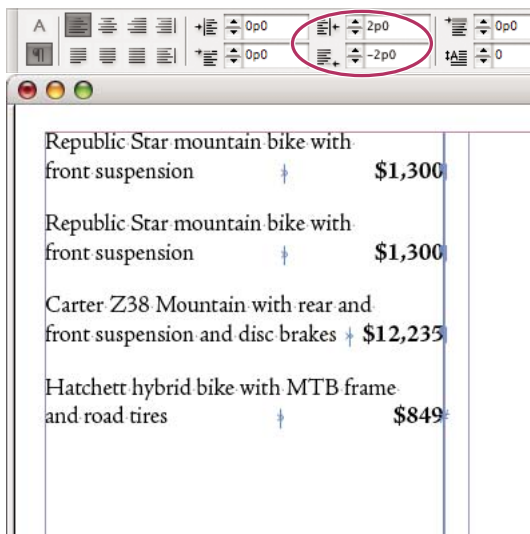 A 0p0 2p0 0p0
¶ 0p0 -2p0 0
Republic Star mountain bike with
front suspension $1,300
Republic Star mountain bike with
front suspension $1,300
Carter Z38 Mountain with rear and
front suspension and disc brakes $12,235
Hatchett hybrid bike with MTB frame
and road tires $849